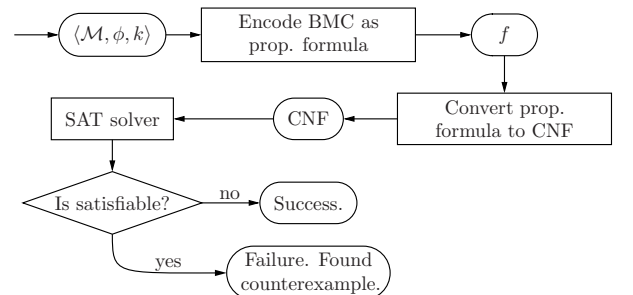 ⟨ℳ, ϕ, k⟩
Encode BMC as
prop. formula
f
Convert prop.
formula to CNF
CNF
SAT solver
Is satisfiable?
no
Success.
yes
Failure. Found
counterexample.